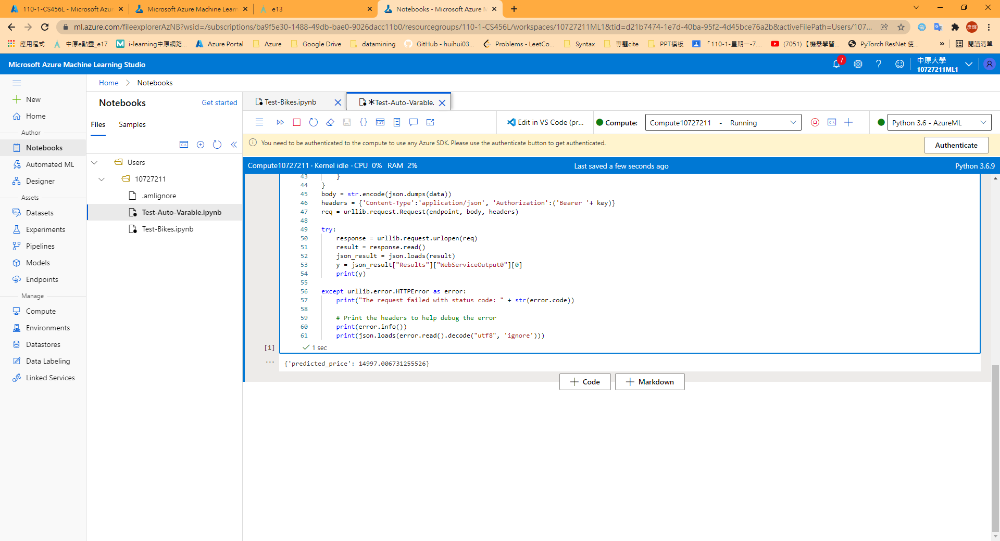 110-1-CS456L - Microsoft Azur
Microsoft Azure Machine Learn
e13
Notebooks - Microsoft Azure M
ml.azure.com/fileexplorerAzNB?wsid=/subscriptions/ba9f5e30-1488-49db-bae0-9026dacc11b0/resourcegroups/110-1-CS456L/workspaces/10727211ML1&tid=d21b7474-1e7d-40ba-95f2-4d45bce76a2b&activeFilePath=Users/107...
彥輝
應用程式
中原e點靈_e17
i-learning中原網路...
Azure Portal
Azure
Google Drive
datamining
GitHub - huihui03...
Problems - LeetCo...
Syntax
專題cite
PPT模板
「110-1-星期一-7....
(7051)【機器學習...
PyTorch ResNet 使...
»
閱讀清單
Microsoft Azure Machine Learning Studio
7
中原大學
10727211ML1
Home
Notebooks
New
Home
Author
Notebooks
Automated ML
Designer
Assets
Datasets
Experiments
Pipelines
Models
Endpoints
Manage
Compute
Environments
Datastores
Data Labeling
Linked Services
Notebooks
Get started
Files
Samples
Users
10727211
.amlignore
Test-Auto-Varable.ipynb
Test-Bikes.ipynb
Test-Bikes.ipynb
*Test-Auto-Varable.
Edit in VS Code (pr...
Compute:
Compute10727211 - Running
Python 3.6 - AzureML
You need to be authenticated to the compute to use any Azure SDK. Please use the authenticate button to get authenticated.
Authenticate
Compute10727211 · Kernel idle · CPU 0% RAM 2%
Last saved a few seconds ago
Python 3.6.9
43 }
44 }
45 body = str.encode(json.dumps(data))
46 headers = {'Content-Type':'application/json', 'Authorization':('Bearer '+ key)}
47 req = urllib.request.Request(endpoint, body, headers)
48
49 try:
50 response = urllib.request.urlopen(req)
51 result = response.read()
52 json_result = json.loads(result)
53 y = json_result["Results"]["WebServiceOutput0"][0]
54 print(y)
55
56 except urllib.error.HTTPError as error:
57 print("The request failed with status code: " + str(error.code))
58
59 # Print the headers to help debug the error
60 print(error.info())
61 print(json.loads(error.read().decode("utf8", 'ignore')))
[1]
1 sec
{'predicted_price': 14997.006731255526}
Code
Markdown